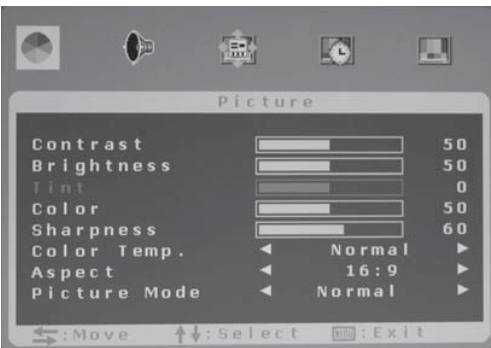 Picture
Contrast 50
Brightness 50
Tint 0
Color 50
Sharpness 60
Color Temp. Normal
Aspect 16:9
Picture Mode Normal
:Move :Select MENU :Exit